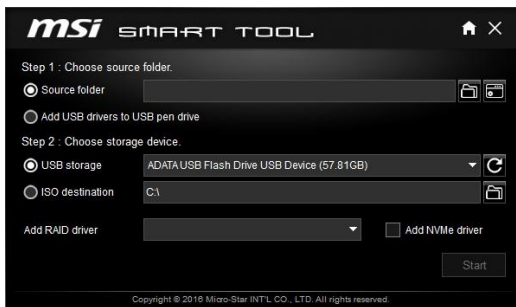 msi SMART TOOL
Step 1 : Choose source folder.
Source folder
Add USB drivers to USB pen drive
Step 2 : Choose storage device.
USB storage ADATA USB Flash Drive USB Device (57.81GB)
ISO destination C:\
Add RAID driver Add NVMe driver
Start
Copyright © 2016 Micro-Star INT'L CO., LTD. All rights reserved.